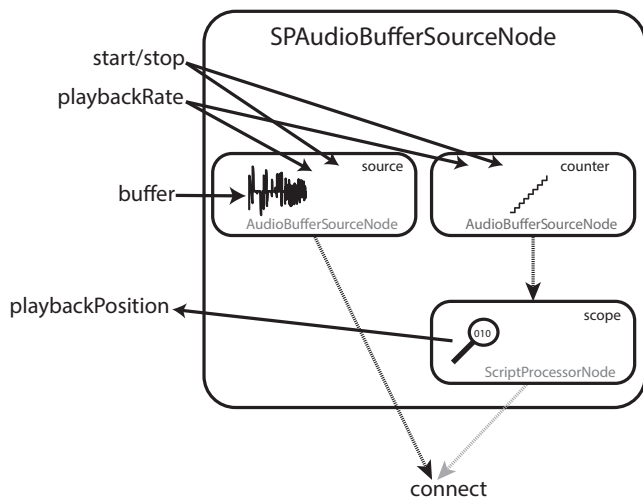 SPAudioBufferSourceNode
start/stop
playbackRate
source
counter
buffer
AudioBufferSourceNode
AudioBufferSourceNode
playbackPosition
scope
010
ScriptProcessorNode
connect